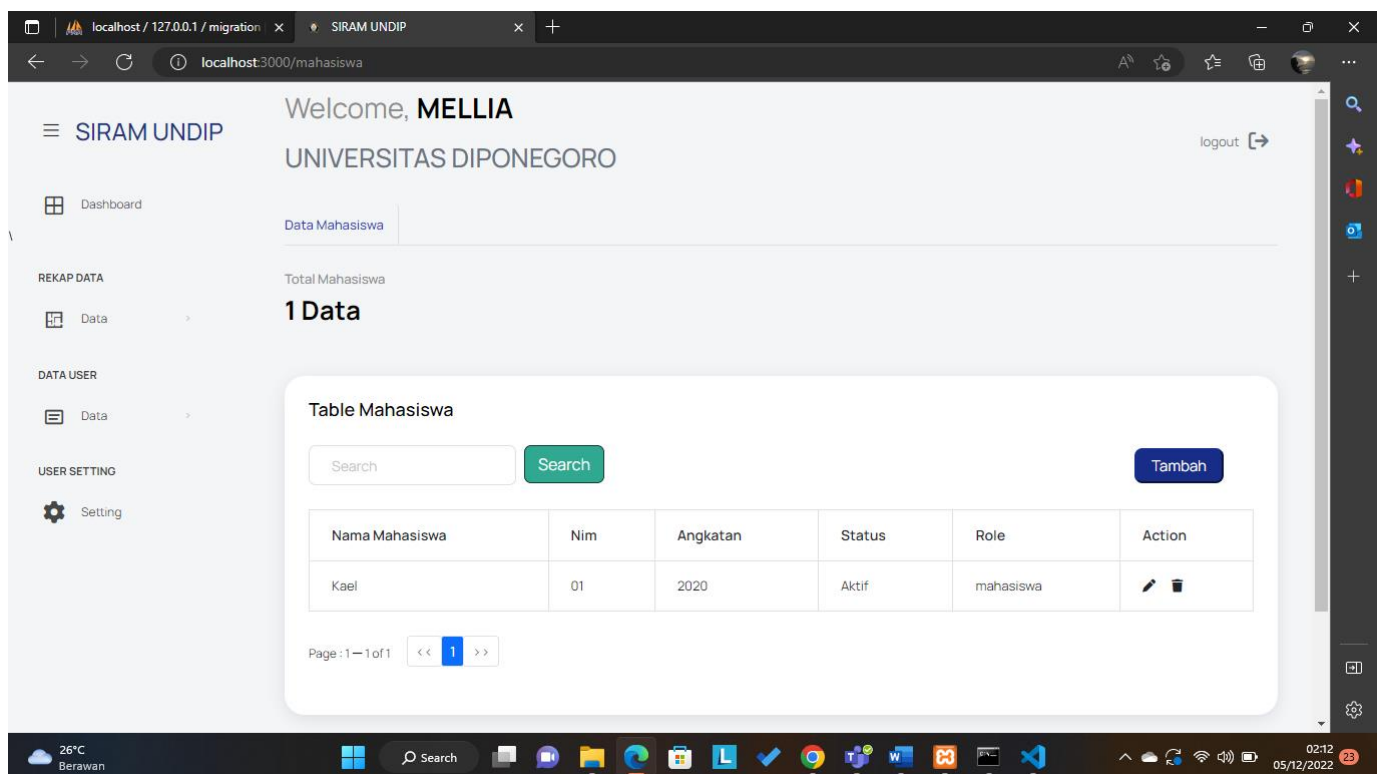 localhost / 127.0.0.1 / migration
SIRAM UNDIP
localhost:3000/mahasiswa
SIRAM UNDIP
Welcome, MELLIA
UNIVERSITAS DIPONEGORO
logout
Dashboard
\
Data Mahasiswa
REKAP DATA
Data
Total Mahasiswa
1 Data
DATA USER
Data
USER SETTING
Setting
Table Mahasiswa
Search
Search
Tambah
Nama Mahasiswa Nim Angkatan Status Role Action
Kael 01 2020 Aktif mahasiswa
Page : 1 — 1 of 1 << 1 >>
26°C
Berawan
Search
02:12
05/12/2022
23